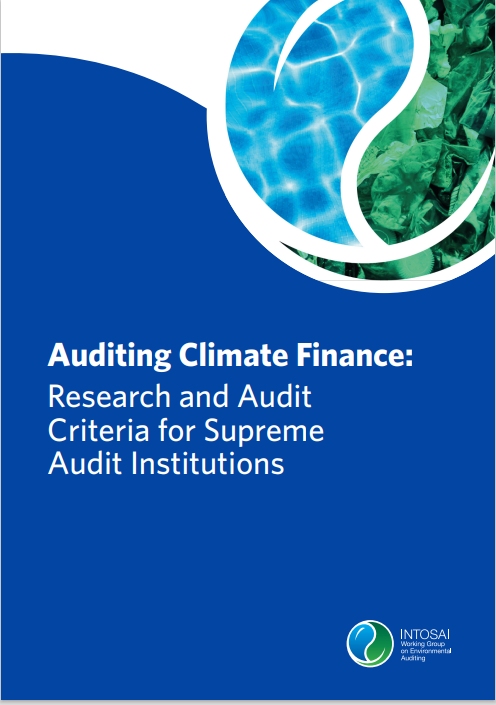 Auditing Climate Finance:
Research and Audit
Criteria for Supreme
Audit Institutions
INTOSAI
Working Group
on Environmental
Auditing